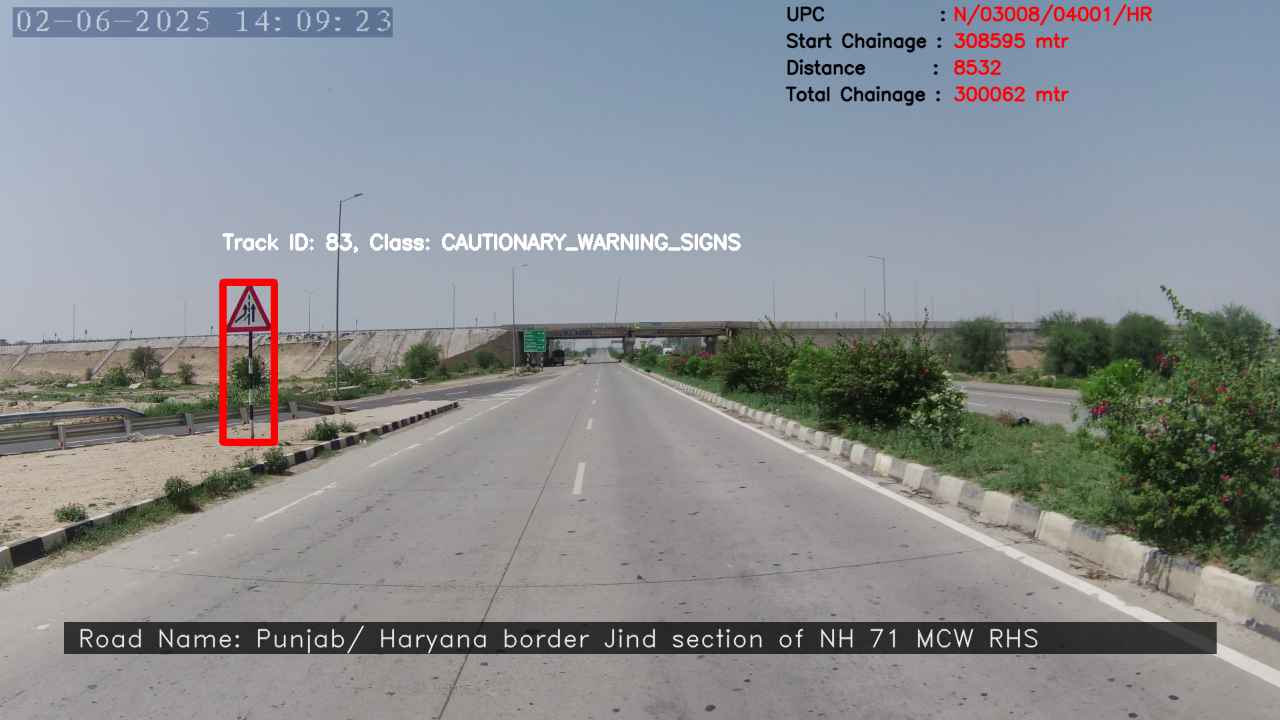 02-06-2025 14:09:23
UPC : N/03008/04001/HR
Start Chainage : 308595 mtr
Distance : 8532
Total Chainage : 300062 mtr
Track ID: 83, Class: CAUTIONARY_WARNING_SIGNS
Road Name: Punjab/ Haryana border Jind section of NH 71 MCW RHS